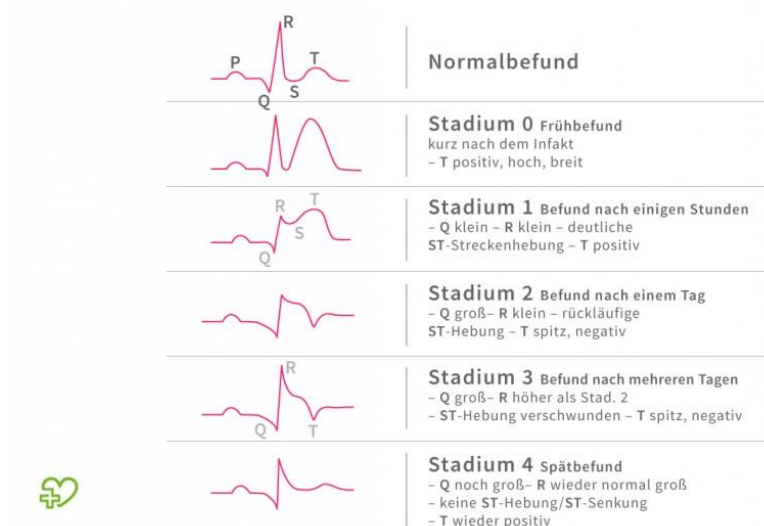 R
P
T
S
Q
Normalbefund
Stadium 0 Frühbefund
kurz nach dem Infakt
– T positiv, hoch, breit
R
T
S
Q
Stadium 1 Befund nach einigen Stunden
– Q klein – R klein – deutliche
ST-Streckenhebung – T positiv
Stadium 2 Befund nach einem Tag
– Q groß– R klein – rückläufige
ST-Hebung – T spitz, negativ
R
Q
T
Stadium 3 Befund nach mehreren Tagen
– Q groß– R höher als Stad. 2
– ST-Hebung verschwunden – T spitz, negativ
Stadium 4 Spätbefund
– Q noch groß– R wieder normal groß
– keine ST-Hebung/ST-Senkung
– T wieder positiv